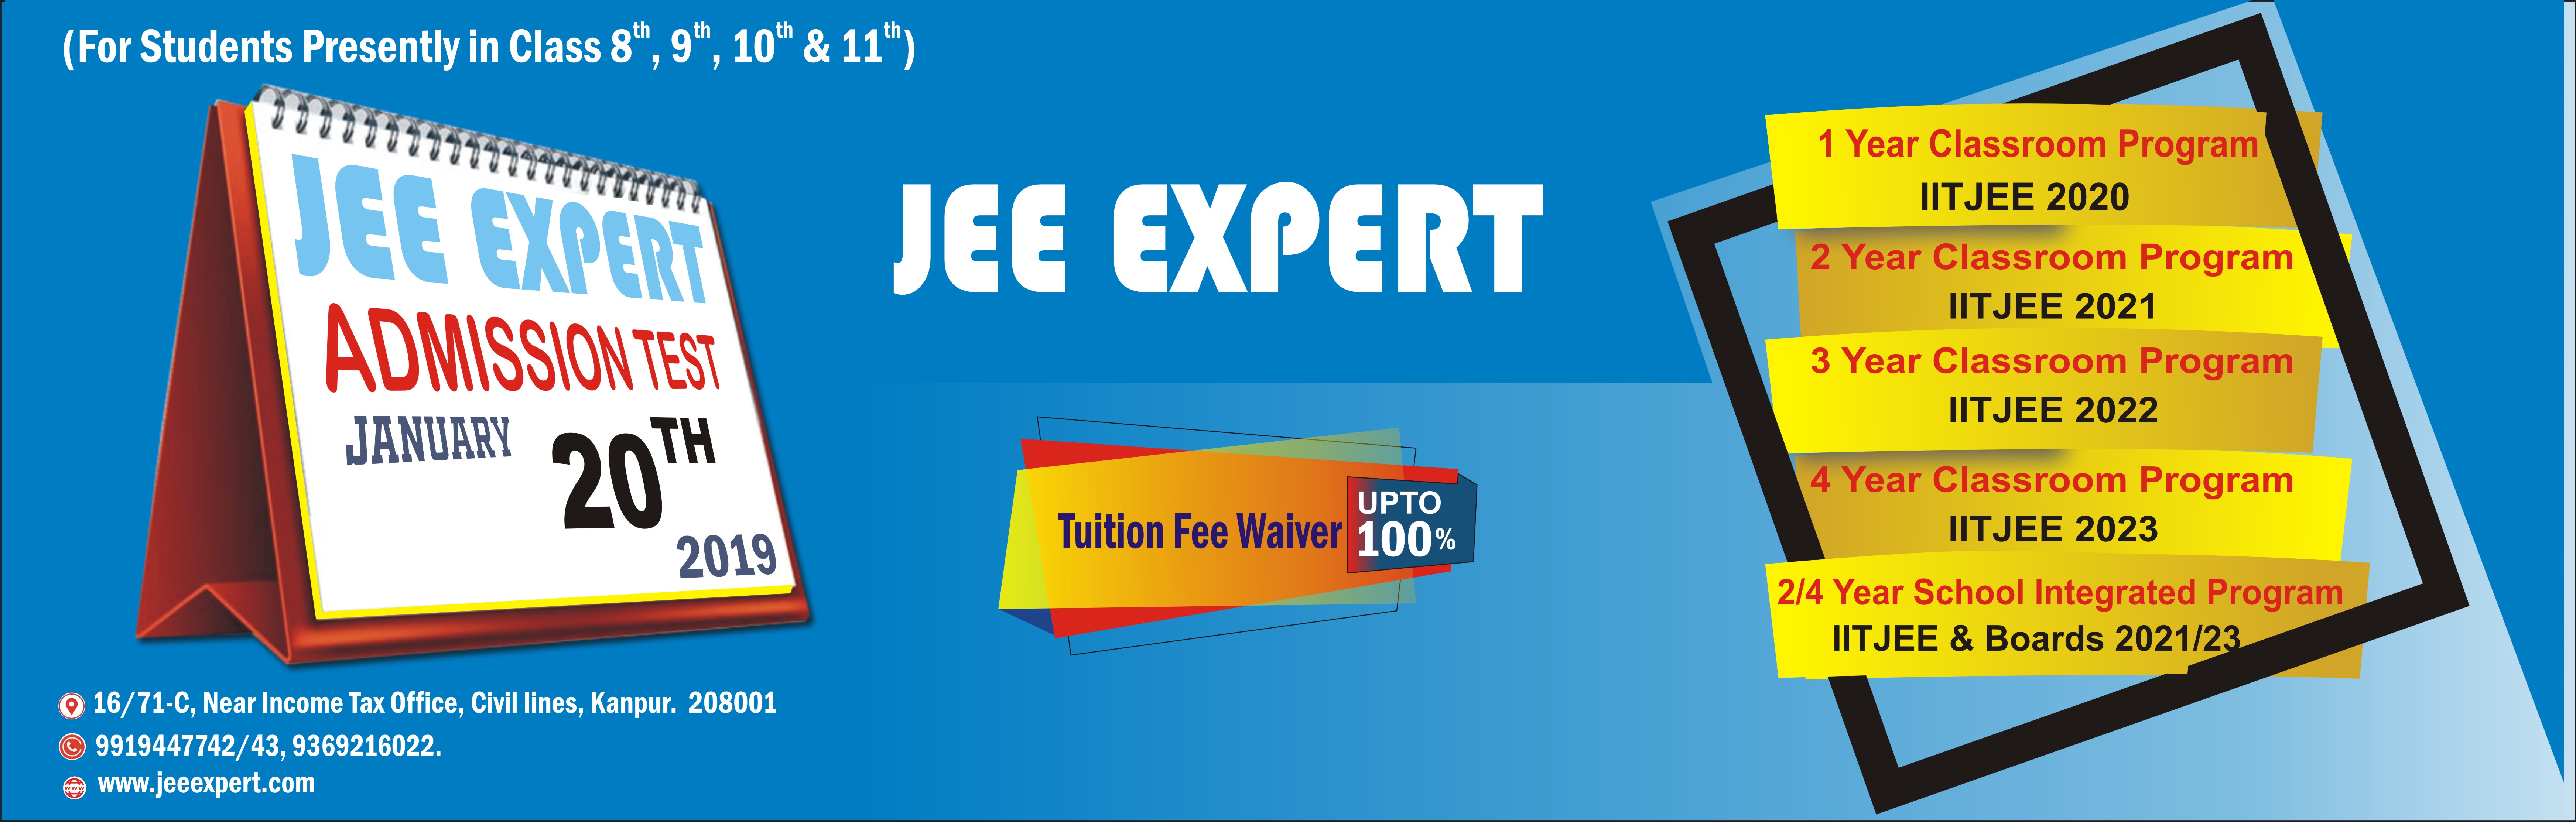 (For Students Presently in Class 8th, 9th, 10th & 11th)
JEE EXPERT
ADMISSION TEST
JANUARY 20TH
2019
16/71-C, Near Income Tax Office, Civil lines, Kanpur. 208001
9919447742/43, 9369216022.
www.jeeexpert.com
JEE EXPERT
Tuition Fee Waiver UPTO
100%
1 Year Classroom Program
IITJEE 2020
2 Year Classroom Program
IITJEE 2021
3 Year Classroom Program
IITJEE 2022
4 Year Classroom Program
IITJEE 2023
2/4 Year School Integrated Program
IITJEE & Boards 2021/23